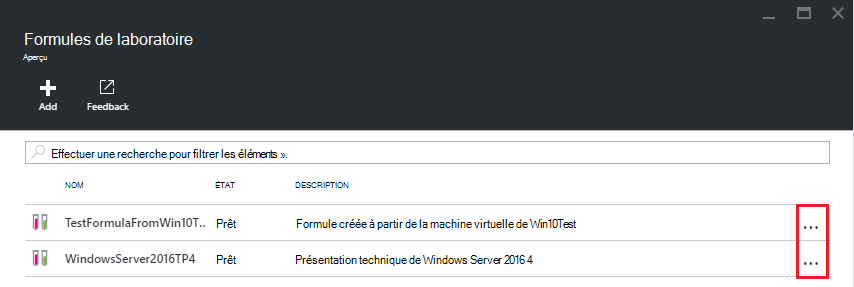 Formules de laboratoire
Aperçu
Add Feedback
Effectuer une recherche pour filtrer les éléments ».
NOM ÉTAT DESCRIPTION
TestFormulaFromWin10T.. Prêt Formule créée à partir de la machine virtuelle de Win10Test ...
WindowsServer2016TP4 Prêt Présentation technique de Windows Server 2016 4 ...